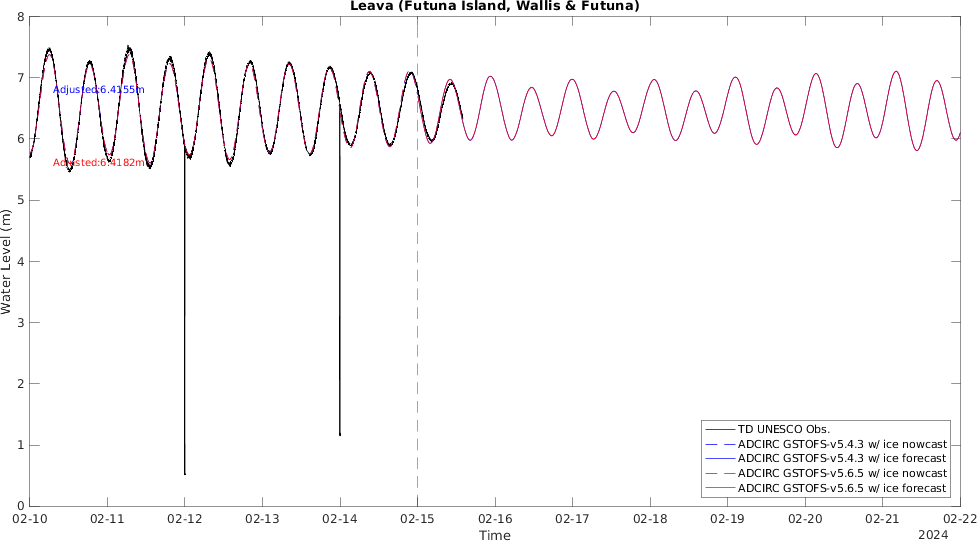 Leava (Futuna Island, Wallis & Futuna)
8
7
6
5
4
3
2
1
0
Water Level (m)
Adjusted:6.4155m
Adjusted:6.4182m
TD UNESCO Obs.
ADCIRC GSTOFS-v5.4.3 w/ ice nowcast
ADCIRC GSTOFS-v5.4.3 w/ ice forecast
ADCIRC GSTOFS-v5.6.5 w/ ice nowcast
ADCIRC GSTOFS-v5.6.5 w/ ice forecast
02-10 02-11 02-12 02-13 02-14 02-15 02-16 02-17 02-18 02-19 02-20 02-21 02-22
Time
2024